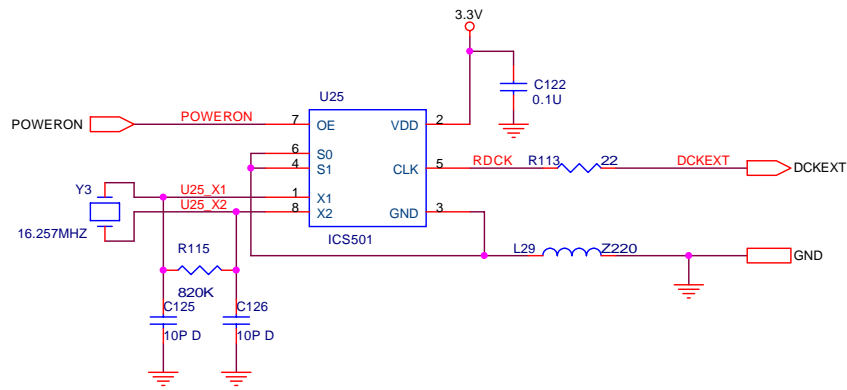 3.3V
U25
C122
0.1U
POWERON
POWERON
7
OE
VDD
2
6
S0
4
S1
CLK
5
RDCK
R113
22
DCKEXT
DCKEXT
Y3
U25_X1
1
X1
U25_X2
8
X2
GND
3
16.257MHZ
ICS501
R115
L29
Z220
GND
820K
C125
C126
10P D
10P D